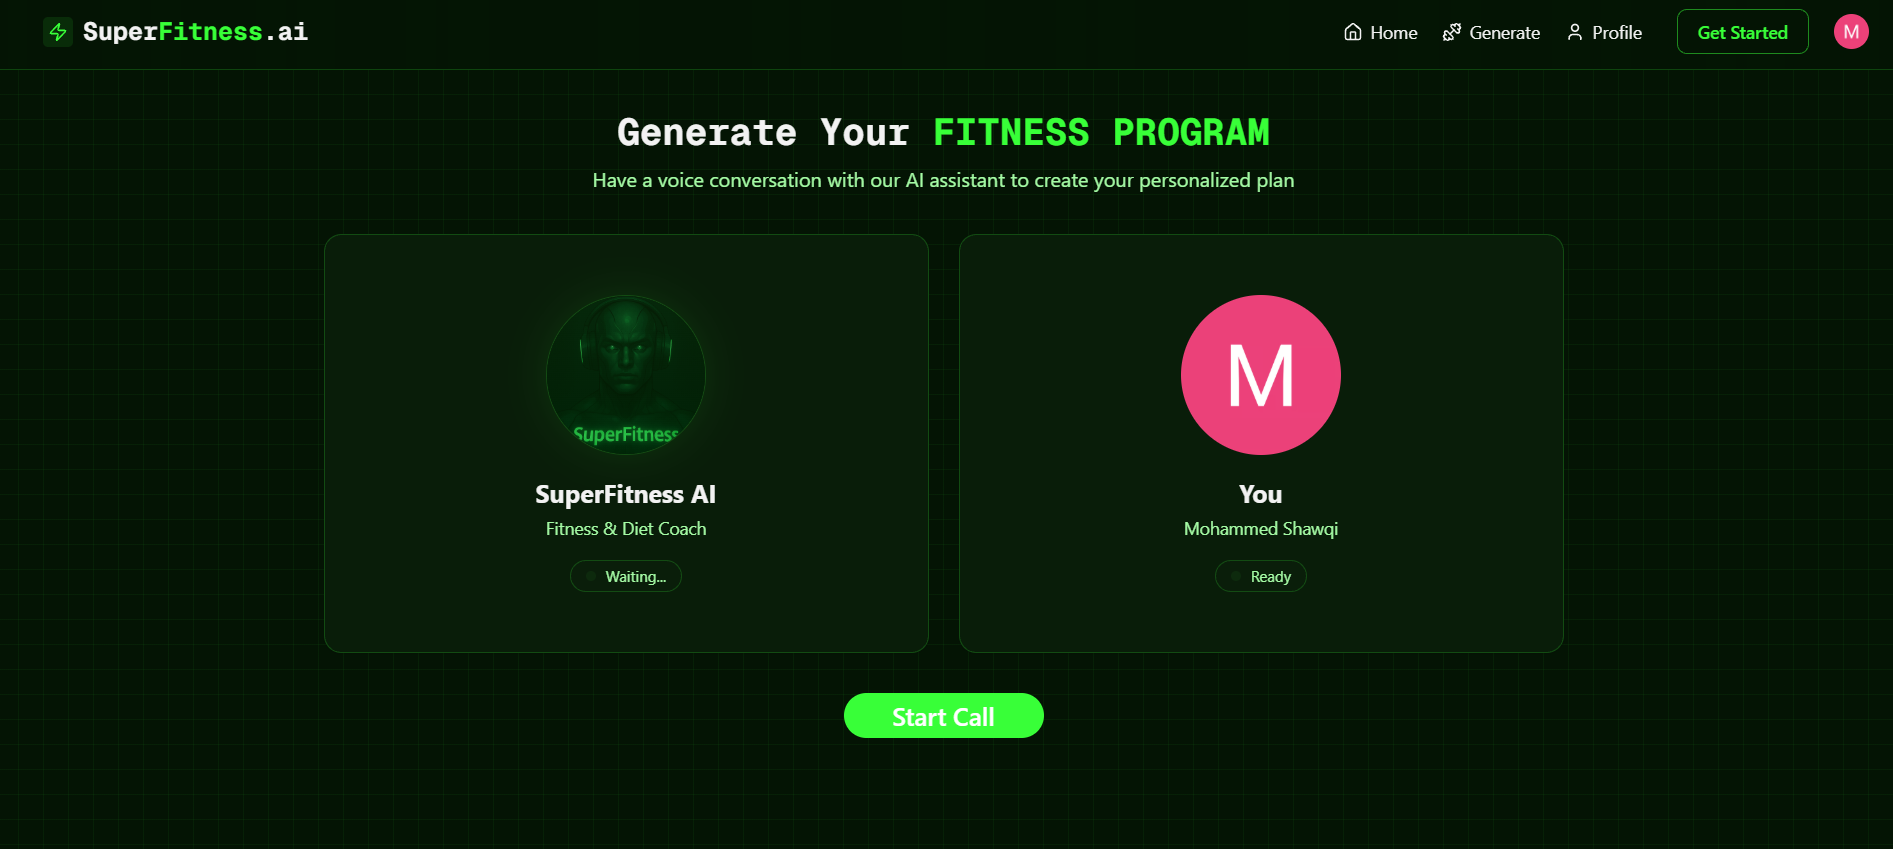 SuperFitness.ai
Home
Generate
Profile
Get Started
M
Generate Your FITNESS PROGRAM
Have a voice conversation with our AI assistant to create your personalized plan
SuperFitness
SuperFitness AI
Fitness & Diet Coach
Waiting...
M
You
Mohammed Shawqi
Ready
Start Call